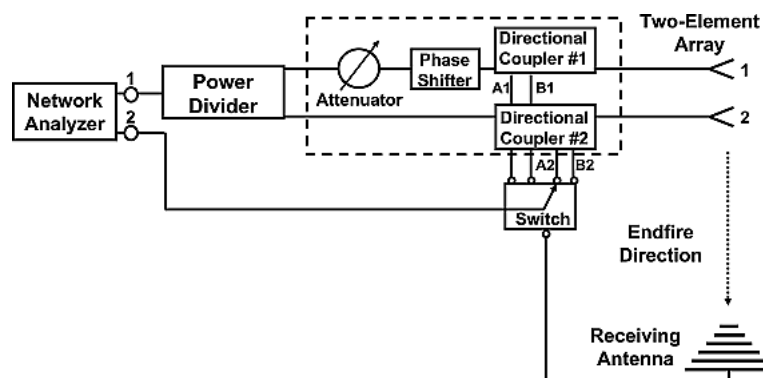 Two-Element
Array
Directional
Coupler #1
Phase
Shifter
Attenuator
Power
Divider
Network
Analyzer
1
2
1
2
A1
B1
Directional
Coupler #2
A2
B2
Switch
Endfire
Direction
Receiving
Antenna